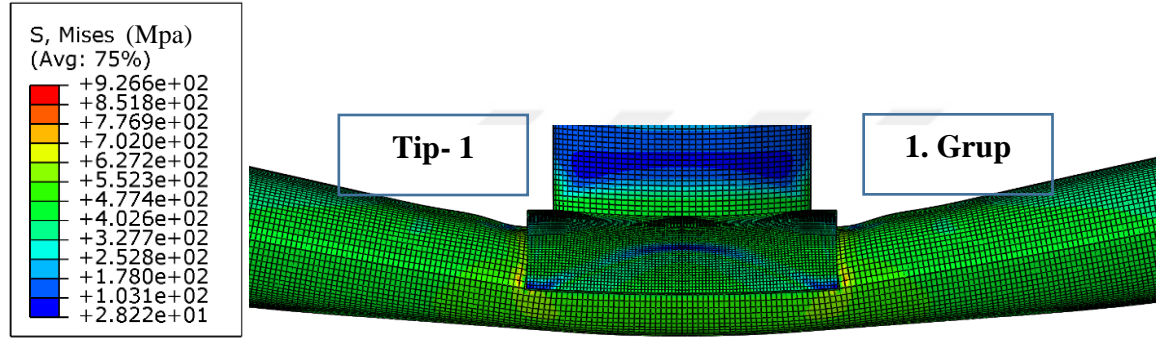 S, Mises (Mpa)
(Avg: 75%)
+9.266e+02
+8.518e+02
+7.769e+02
+7.020e+02
+6.272e+02
+5.523e+02
+4.774e+02
+4.026e+02
+3.277e+02
+2.528e+02
+1.780e+02
+1.031e+02
+2.822e+01
Tip- 1
1. Grup